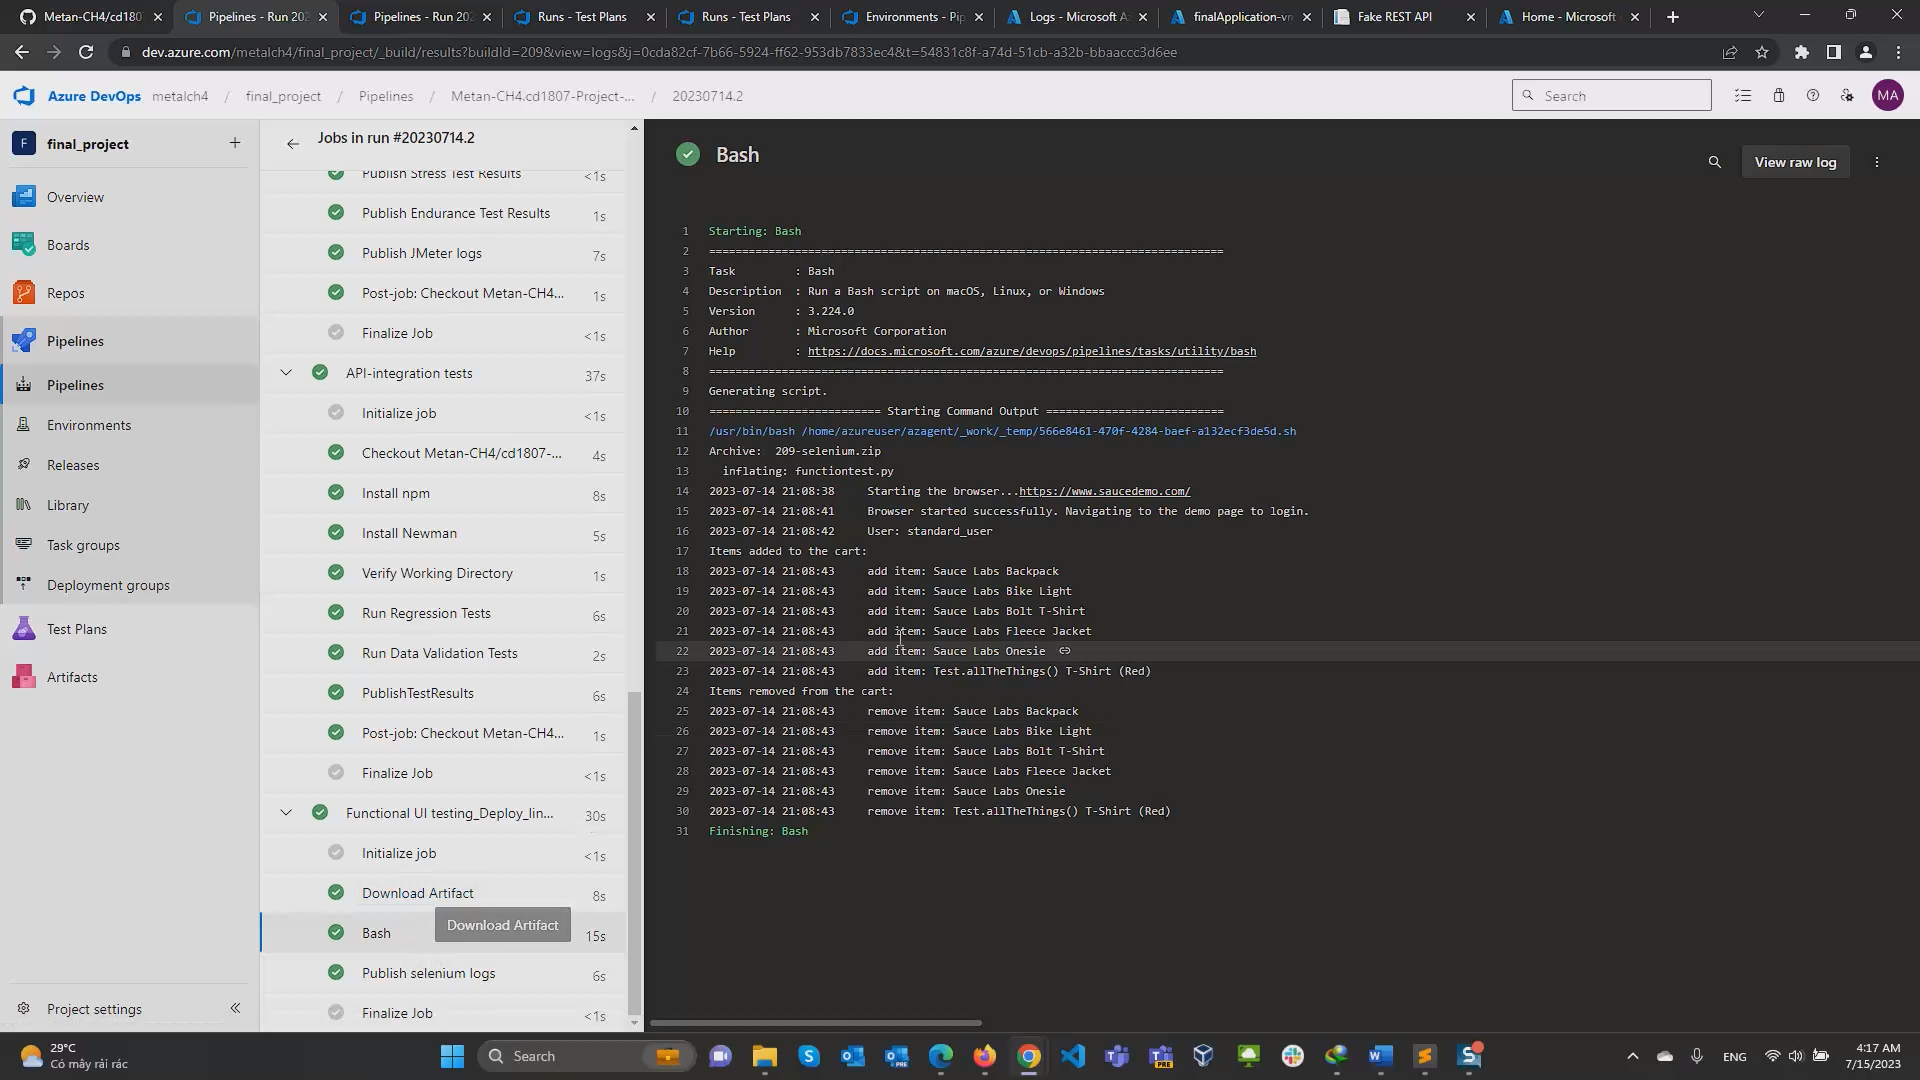 Metan-CH4/cd180
Pipelines - Run 202
Pipelines - Run 202
Runs - Test Plans
Runs - Test Plans
Environments - Pip
Logs - Microsoft A
finalApplication-vn
Fake REST API
Home - Microsoft
dev.azure.com/metalch4/final_project/_build/results?buildId=209&view=logs&j=0cda82cf-7b66-5924-ff62-953db7833ec4&t=54831c8f-a74d-51cb-a32b-bbaaccc3d6ee
Azure DevOps metalch4 / final_project / Pipelines / Metan-CH4.cd1807-Project-... / 20230714.2
Search
MA
F final_project
Overview
Boards
Repos
Pipelines
Pipelines
Environments
Releases
Library
Task groups
Deployment groups
Test Plans
Artifacts
Project settings
Jobs in run #20230714.2
Publish Stress Test Results <1s
Publish Endurance Test Results 1s
Publish JMeter logs 7s
Post-job: Checkout Metan-CH4... 1s
Finalize Job <1s
API-integration tests 37s
Initialize job <1s
Checkout Metan-CH4/cd1807-... 4s
Install npm 8s
Install Newman 5s
Verify Working Directory 1s
Run Regression Tests 6s
Run Data Validation Tests 2s
PublishTestResults 6s
Post-job: Checkout Metan-CH4... 1s
Finalize Job <1s
Functional UI testing_Deploy_lin... 30s
Initialize job <1s
Download Artifact 8s
Download Artifact
Bash 15s
Publish selenium logs 6s
Finalize Job <1s
Bash
View raw log
1 Starting: Bash
2 ==============================================================================
3 Task : Bash
4 Description : Run a Bash script on macOS, Linux, or Windows
5 Version : 3.224.0
6 Author : Microsoft Corporation
7 Help : https://docs.microsoft.com/azure/devops/pipelines/tasks/utility/bash
8 ==============================================================================
9 Generating script.
10 ========================== Starting Command Output ===========================
11 /usr/bin/bash /home/azureuser/azagent/_work/_temp/566e8461-470f-4284-baef-a132ecf3de5d.sh
12 Archive: 209-selenium.zip
13 inflating: functiontest.py
14 2023-07-14 21:08:38 Starting the browser...https://www.saucedemo.com/
15 2023-07-14 21:08:41 Browser started successfully. Navigating to the demo page to login.
16 2023-07-14 21:08:42 User: standard_user
17 Items added to the cart:
18 2023-07-14 21:08:43 add item: Sauce Labs Backpack
19 2023-07-14 21:08:43 add item: Sauce Labs Bike Light
20 2023-07-14 21:08:43 add item: Sauce Labs Bolt T-Shirt
21 2023-07-14 21:08:43 add item: Sauce Labs Fleece Jacket
22 2023-07-14 21:08:43 add item: Sauce Labs Onesie
23 2023-07-14 21:08:43 add item: Test.allTheThings() T-Shirt (Red)
24 Items removed from the cart:
25 2023-07-14 21:08:43 remove item: Sauce Labs Backpack
26 2023-07-14 21:08:43 remove item: Sauce Labs Bike Light
27 2023-07-14 21:08:43 remove item: Sauce Labs Bolt T-Shirt
28 2023-07-14 21:08:43 remove item: Sauce Labs Fleece Jacket
29 2023-07-14 21:08:43 remove item: Sauce Labs Onesie
30 2023-07-14 21:08:43 remove item: Test.allTheThings() T-Shirt (Red)
31 Finishing: Bash
29°C
Có mây rải rác
Search
ENG
4:17 AM
7/15/2023